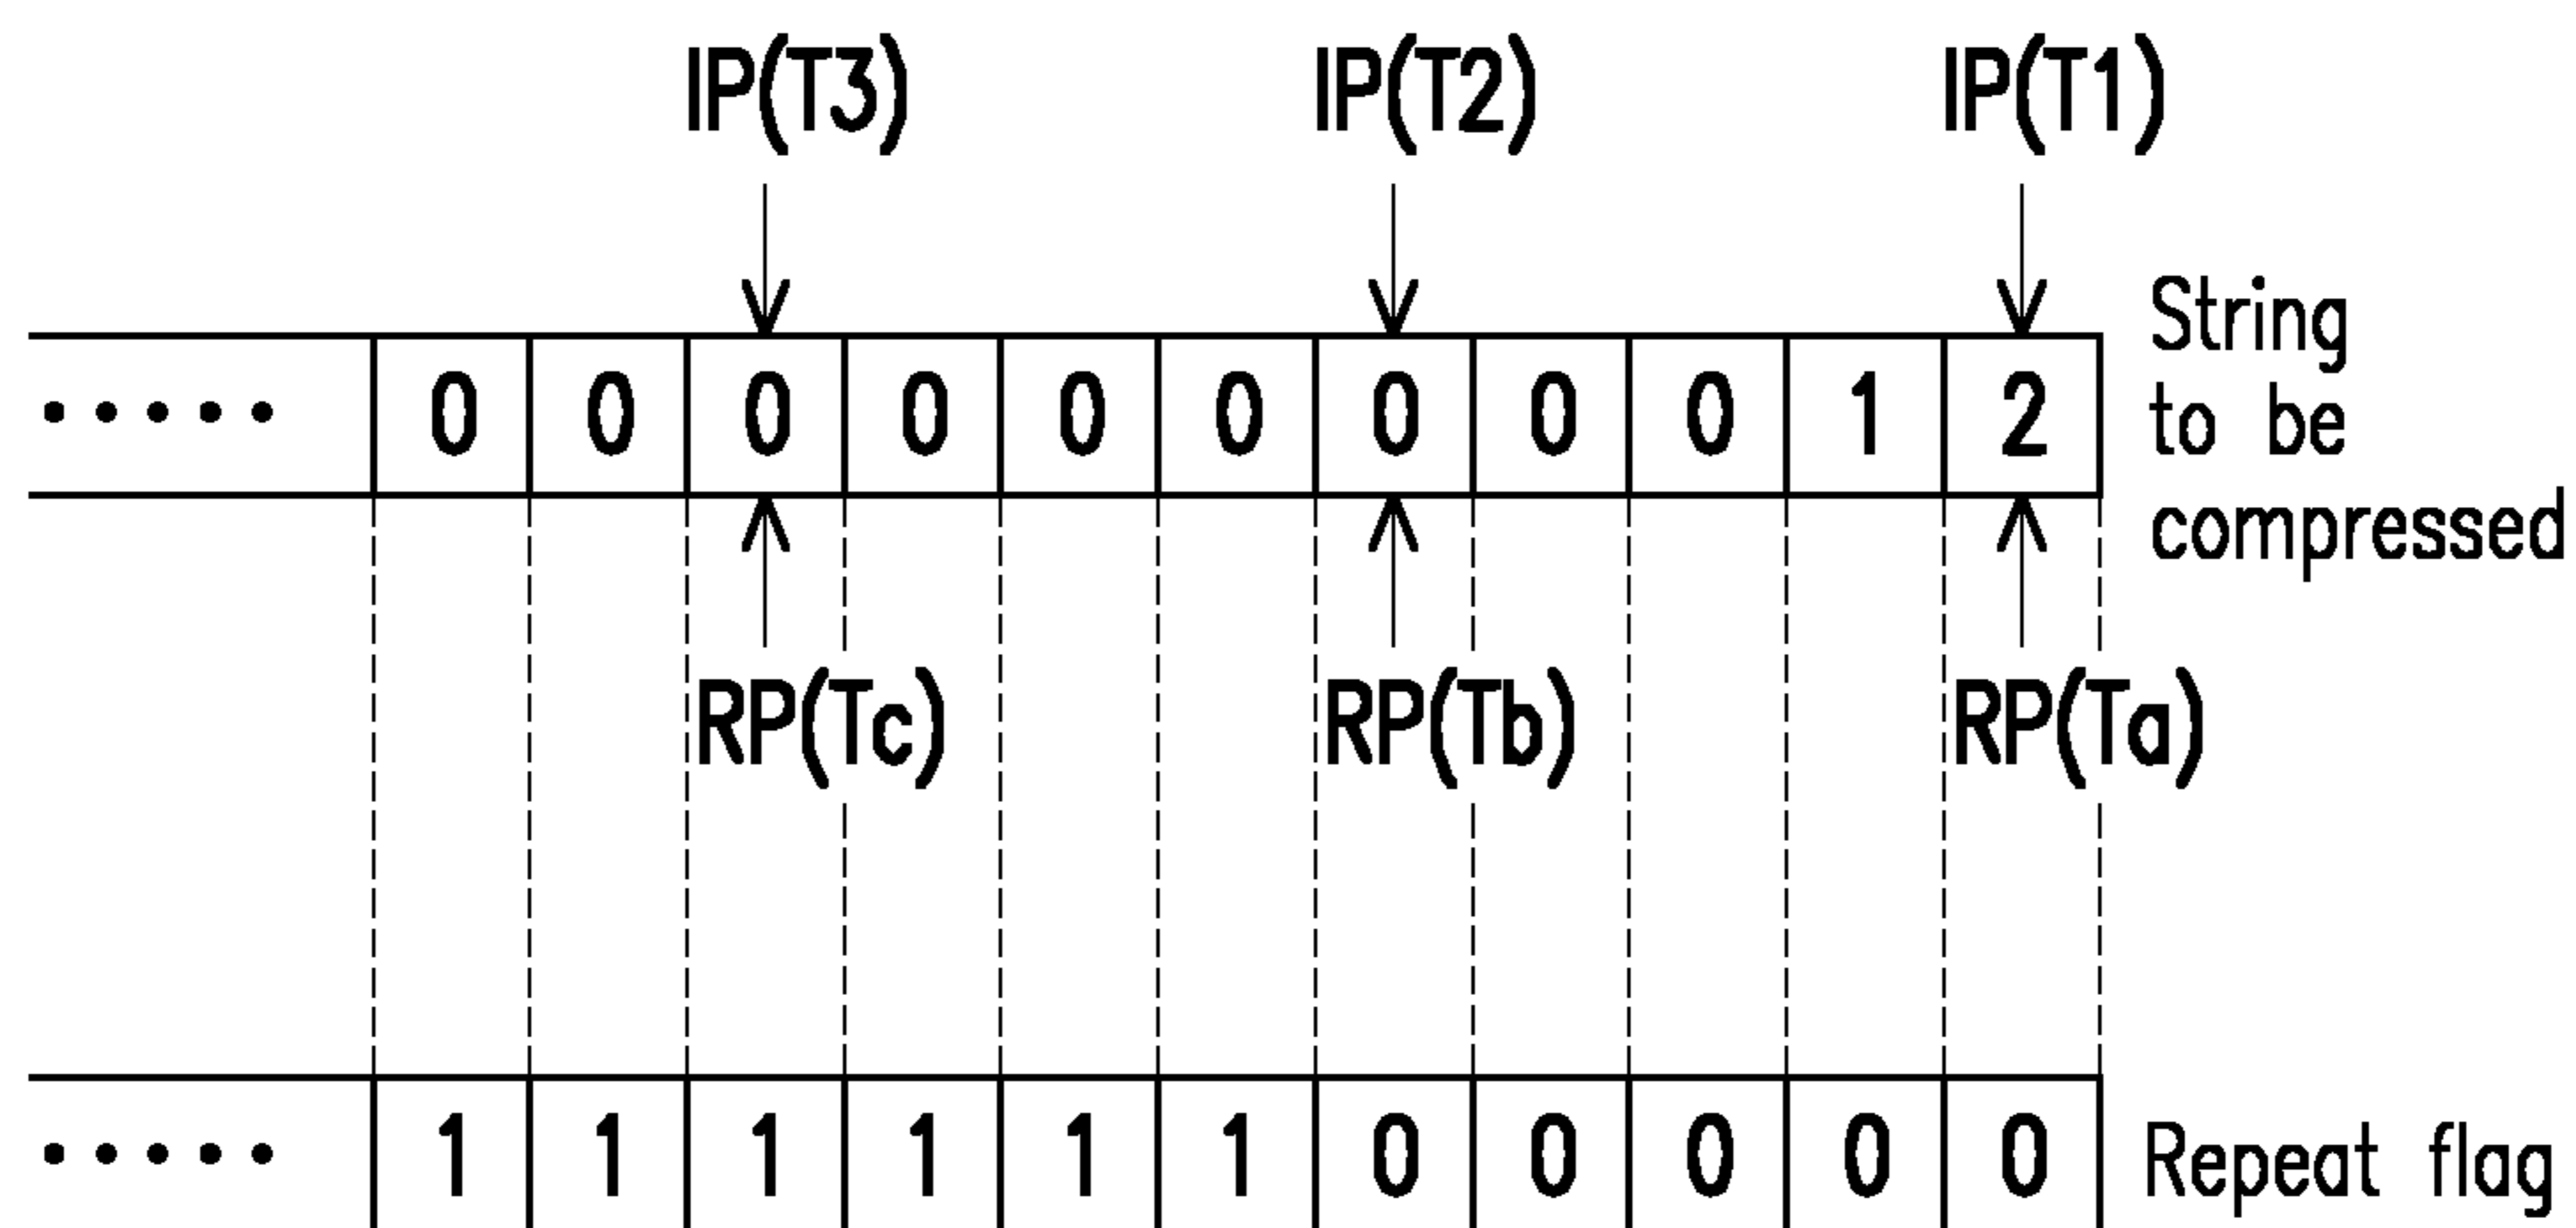 IP(T3) IP(T2) IP(T1)
..... 0 0 0 0 0 0 0 0 0 1 2
String
to be
compressed
RP(Tc) RP(Tb) RP(Ta)
..... 1 1 1 1 1 1 0 0 0 0 0 Repeat flag